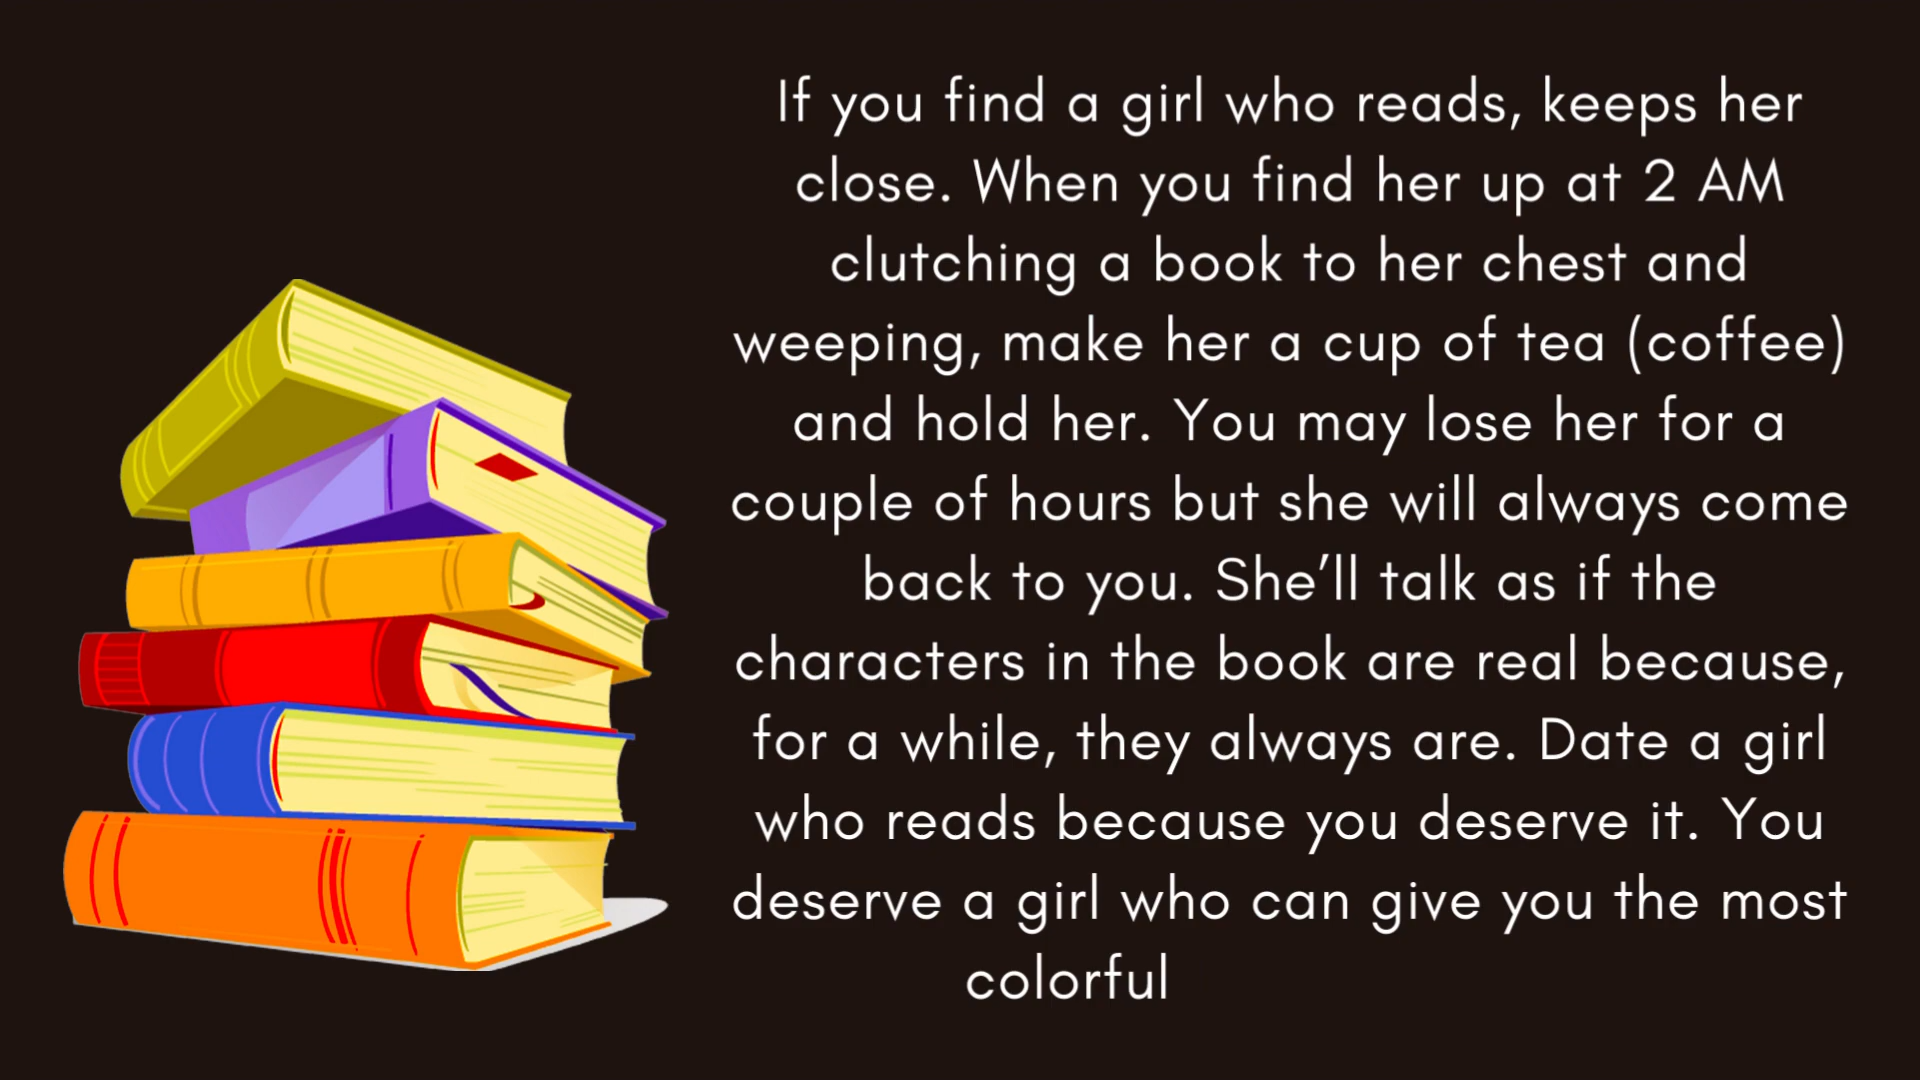 If you find a girl who reads, keeps her
close. When you find her up at 2 AM
clutching a book to her chest and
weeping, make her a cup of tea (coffee)
and hold her. You may lose her for a
couple of hours but she will always come
back to you. She’ll talk as if the
characters in the book are real because,
for a while, they always are. Date a girl
who reads because you deserve it. You
deserve a girl who can give you the most
colorful